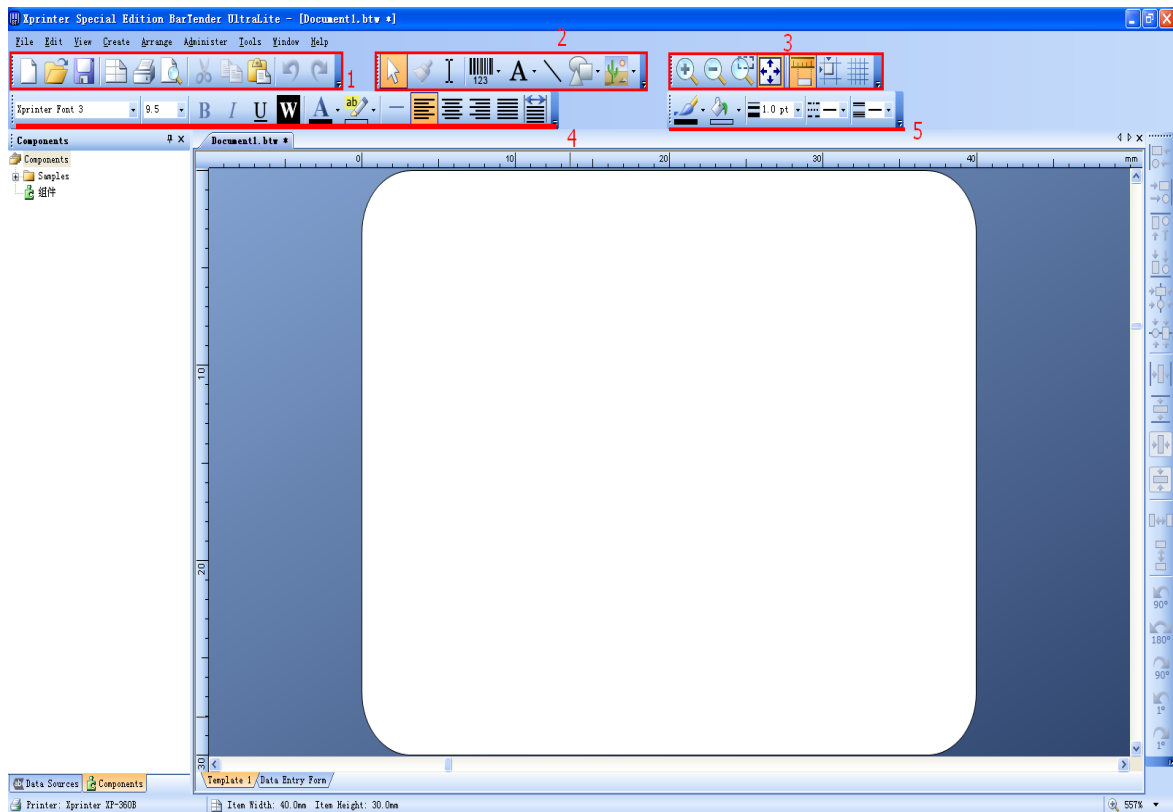 Xprinter Special Edition BarTender UltraLite - [Document1.btw *]
File Edit View Create Arrange Administer Tools Window Help
2
3
1
123 A
Xprinter Font 3 9.5 B I U W A ab
1.0 pt
4
5
Components
Document1.btw *
Components
0 10 20 30 40 mm
Samples
组件
10
20
30
90°
180°
90°
1°
1°
Template 1 Data Entry Form
Data Sources Components
Printer: Xprinter XP-360B Item Width: 40.0mm Item Height: 30.0mm 557%